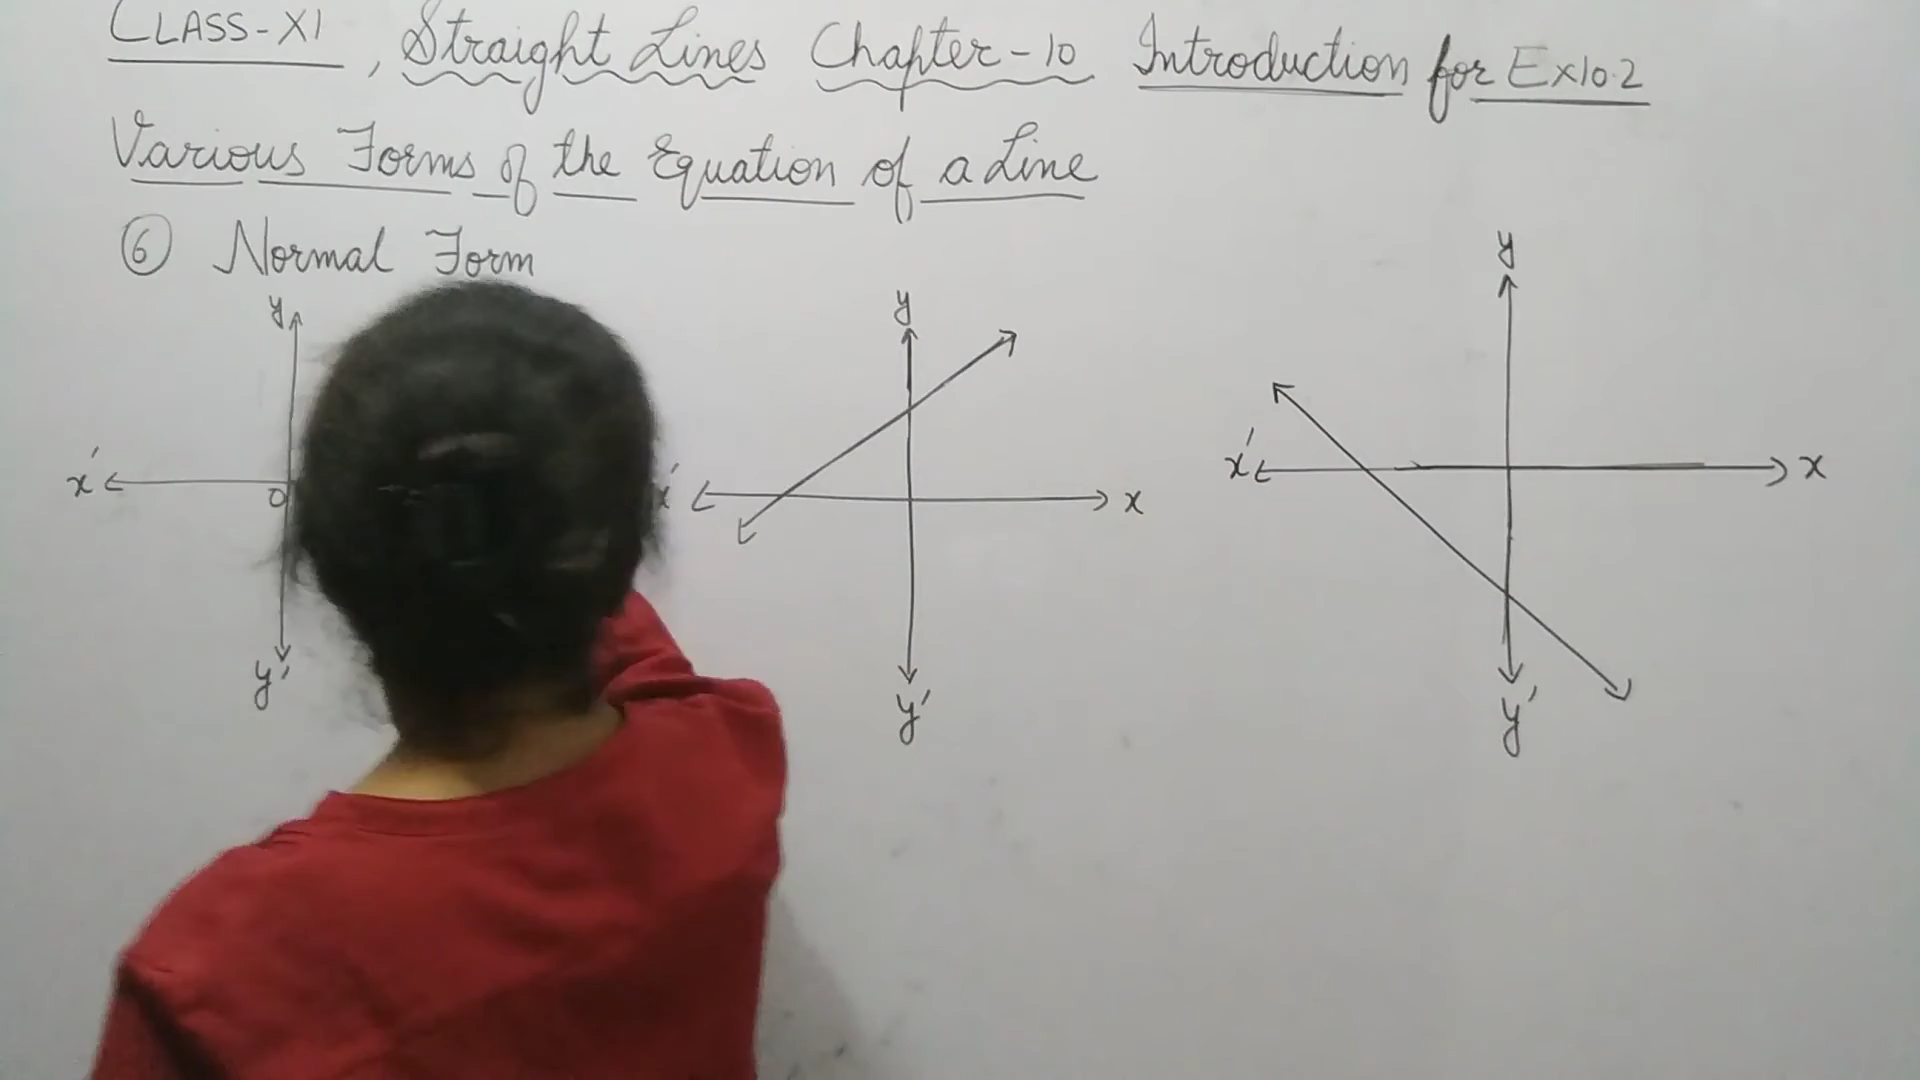 CLASS-XI, Straight Lines Chapter-10 Introduction for Ex10.2
Various Forms of the Equation of a Line
⑥ Normal Form
y
y
y
x'
O
x'
x
x'
x
y'
y'
y'